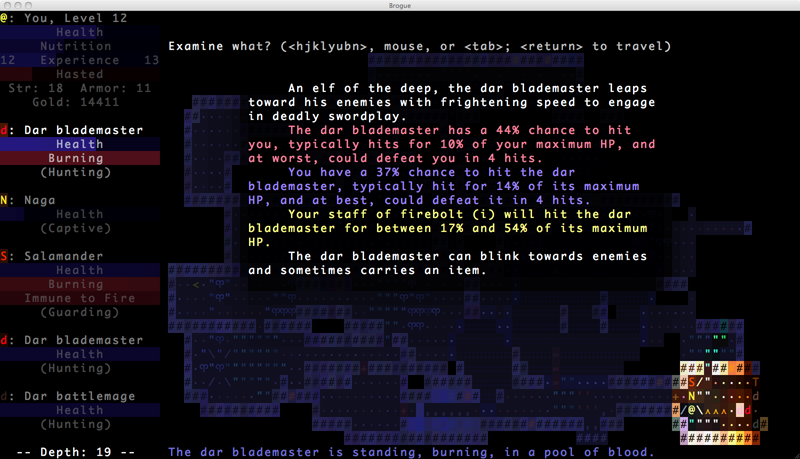 Brogue
@: You, Level 12
Health
Nutrition
12 Experience 13
Hasted
Str: 18 Armor: 11
Gold: 14411
d: Dar blademaster
Health
Burning
(Hunting)
N: Naga
Health
(Captive)
S: Salamander
Health
Burning
Immune to Fire
(Guarding)
d: Dar blademaster
Health
(Hunting)
d: Dar battlemage
Health
(Hunting)
-- Depth: 19 --
Examine what? (<hjklyubn>, mouse, or <tab>; <return> to travel)
An elf of the deep, the dar blademaster leaps
toward his enemies with frightening speed to engage
in deadly swordplay.
The dar blademaster has a 44% chance to hit
you, typically hits for 10% of your maximum HP, and
at worst, could defeat you in 4 hits.
You have a 37% chance to hit the dar
blademaster, typically hit for 14% of its maximum
HP, and at best, could defeat it in 4 hits.
Your staff of firebolt (i) will hit the dar
blademaster for between 17% and 54% of its maximum
HP.
The dar blademaster can blink towards enemies
and sometimes carries an item.
The dar blademaster is standing, burning, in a pool of blood.